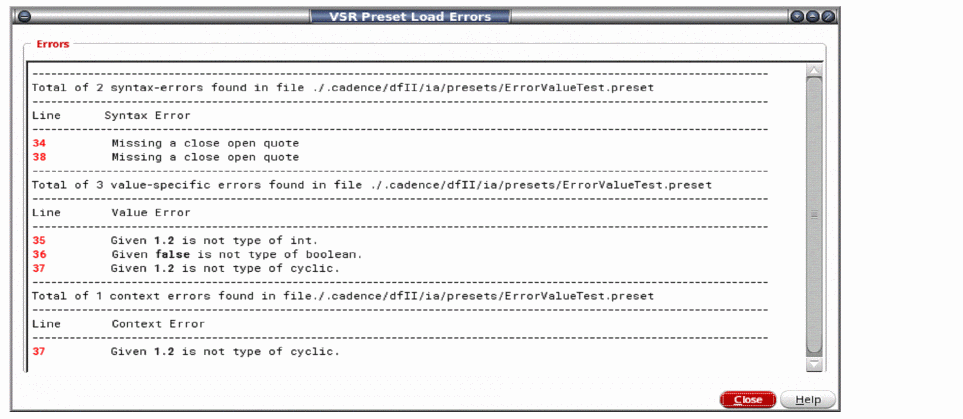 VSR Preset Load Errors
Errors
--------------------------------------------------------------------------------
Total of 2 syntax-errors found in file ./.cadence/dfII/ia/presets/ErrorValueTest.preset
--------------------------------------------------------------------------------
Line Syntax Error
--------------------------------------------------------------------------------
34 Missing a close open quote
38 Missing a close open quote
--------------------------------------------------------------------------------
Total of 3 value-specific errors found in file ./.cadence/dfII/ia/presets/ErrorValueTest.preset
--------------------------------------------------------------------------------
Line Value Error
--------------------------------------------------------------------------------
35 Given 1.2 is not type of int.
36 Given false is not type of boolean.
37 Given 1.2 is not type of cyclic.
--------------------------------------------------------------------------------
Total of 1 context errors found in file./.cadence/dfII/ia/presets/ErrorValueTest.preset
--------------------------------------------------------------------------------
Line Context Error
--------------------------------------------------------------------------------
37 Given 1.2 is not type of cyclic.
Close Help